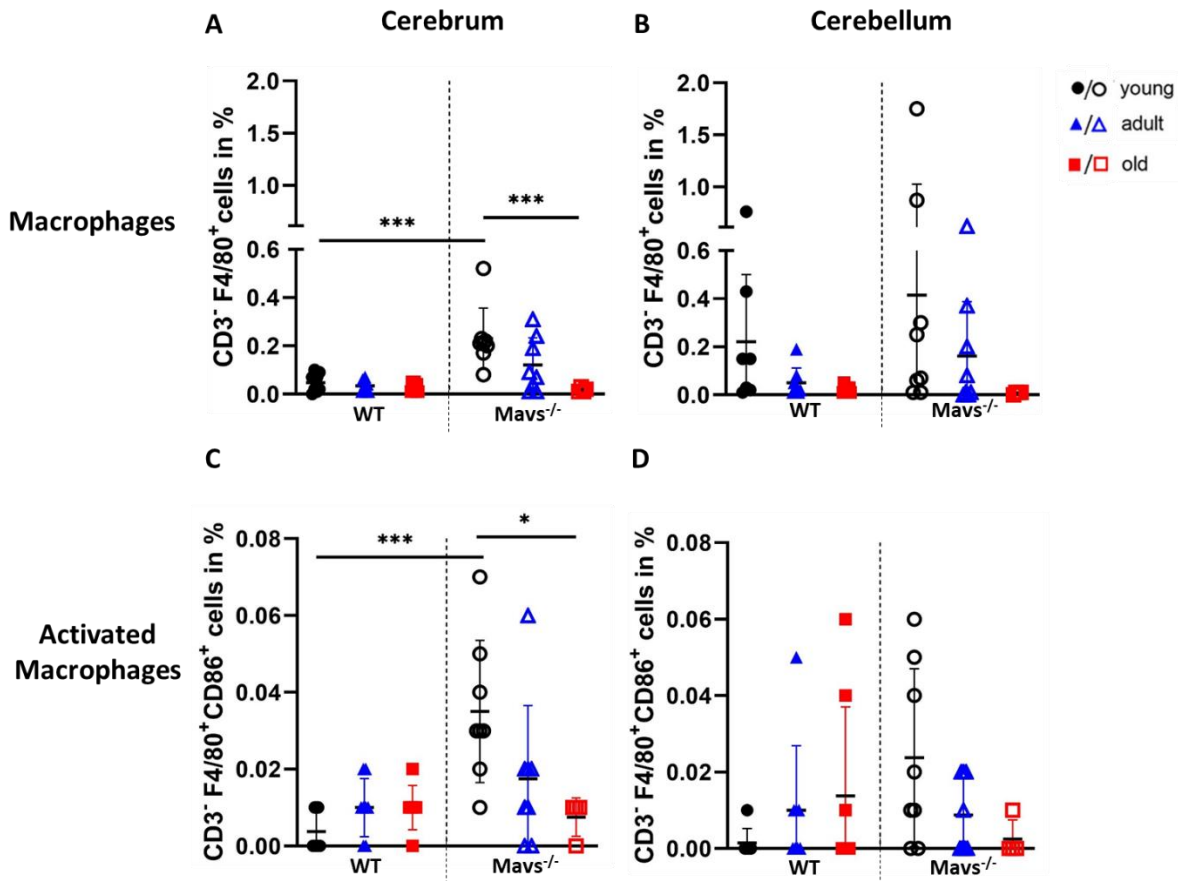 A
Cerebrum
B
Cerebellum
Macrophages
CD3⁻ F4/80⁺ cells in %
2.0
1.5
1.0
0.6
0.4
0.2
0.0
***
***
WT
Mavs⁻/⁻
CD3⁻ F4/80⁺ cells in %
2.0
1.5
1.0
0.6
0.4
0.2
0.0
WT
Mavs⁻/⁻
/ young
/ adult
/ old
C
D
Activated
Macrophages
CD3⁻ F4/80⁺ CD86⁺ cells in %
0.08
0.06
0.04
0.02
0.00
***
*
WT
Mavs⁻/⁻
CD3⁻ F4/80⁺ CD86⁺ cells in %
0.08
0.06
0.04
0.02
0.00
WT
Mavs⁻/⁻